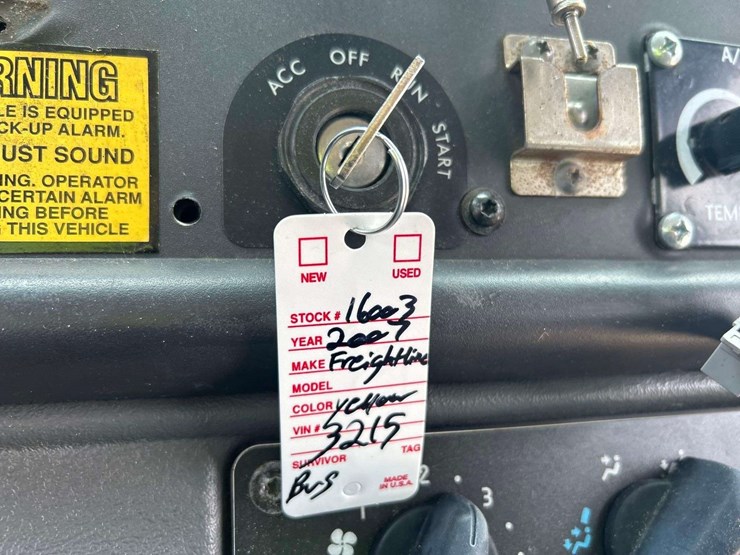 RNING
LE IS EQUIPPED
CK-UP ALARM.
UST SOUND
ING. OPERATOR
CERTAIN ALARM
ING BEFORE
THIS VEHICLE
ACC OFF RUN START
A/
TEM
NEW USED
STOCK # 16003
YEAR 2007
MAKE Freightline
MODEL
COLOR yellow
VIN # 3215
SURVIVOR TAG
Bus
MADE
IN U.S.A.
2 3